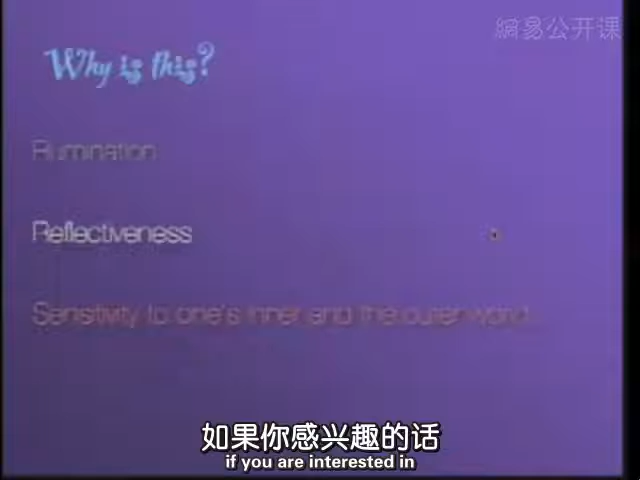 網易公开课
Why is this?
Rumination
Reflectiveness
Sensitivity to one's inner and the outer world
如果你感兴趣的话
if you are interested in